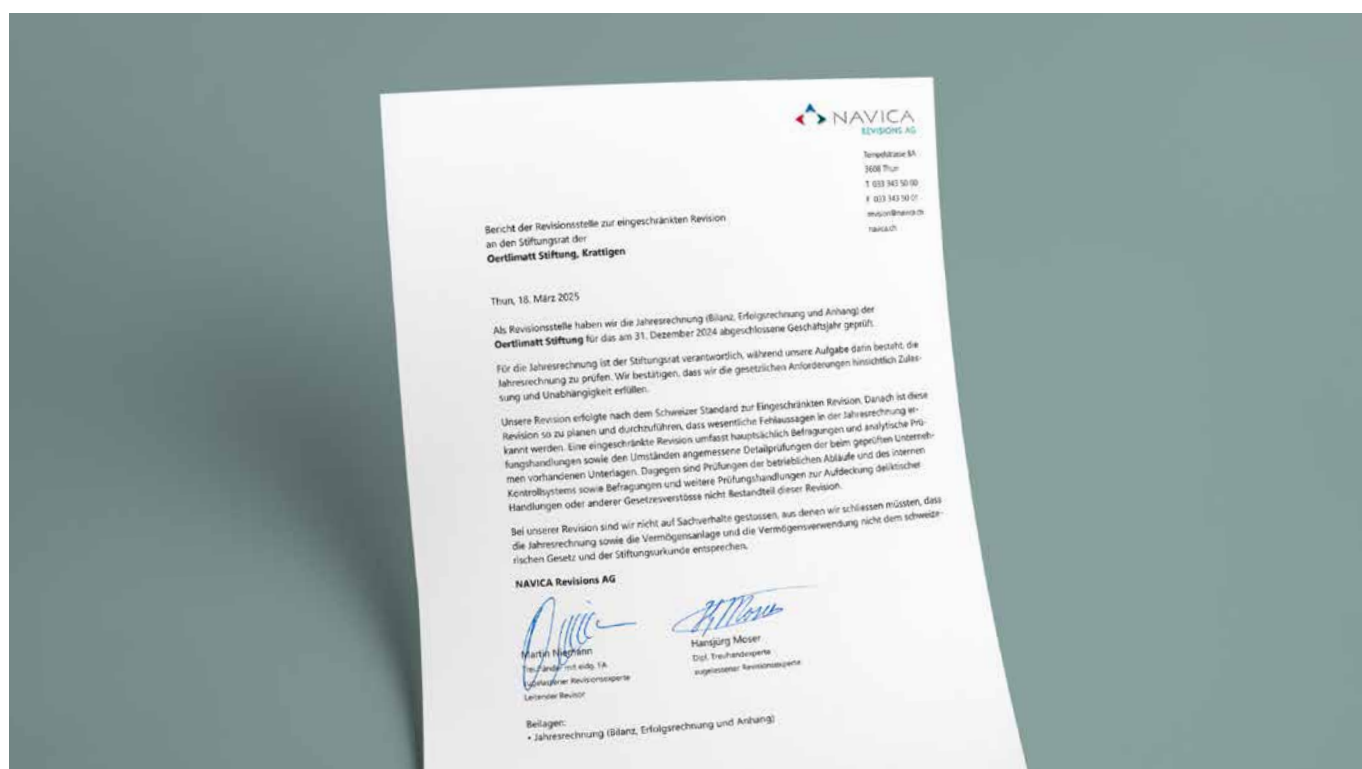 NAVICA
REVISIONS AG
Tempelstrasse 8A
3608 Thun
T 033 343 50 00
F 033 343 50 01
revision@navica.ch
navica.ch
Bericht der Revisionsstelle zur eingeschränkten Revision
an den Stiftungsrat der
Oertlimatt Stiftung, Krattigen
Thun, 18. März 2025
Als Revisionsstelle haben wir die Jahresrechnung (Bilanz, Erfolgsrechnung und Anhang) der
Oertlimatt Stiftung für das am 31. Dezember 2024 abgeschlossene Geschäftsjahr geprüft.
Für die Jahresrechnung ist der Stiftungsrat verantwortlich, während unsere Aufgabe darin besteht, die
Jahresrechnung zu prüfen. Wir bestätigen, dass wir die gesetzlichen Anforderungen hinsichtlich Zulas-
sung und Unabhängigkeit erfüllen.
Unsere Revision erfolgte nach dem Schweizer Standard zur Eingeschränkten Revision. Danach ist diese
Revision so zu planen und durchzuführen, dass wesentliche Fehlaussagen in der Jahresrechnung er-
kannt werden. Eine eingeschränkte Revision umfasst hauptsächlich Befragungen und analytische Prü-
fungshandlungen sowie den Umständen angemessene Detailprüfungen der beim geprüften Unterneh-
men vorhandenen Unterlagen. Dagegen sind Prüfungen der betrieblichen Abläufe und des internen
Kontrollsystems sowie Befragungen und weitere Prüfungshandlungen zur Aufdeckung deliktischer
Handlungen oder anderer Gesetzesverstösse nicht Bestandteil dieser Revision.
Bei unserer Revision sind wir nicht auf Sachverhalte gestossen, aus denen wir schliessen müssten, dass
die Jahresrechnung sowie die Vermögensanlage und die Vermögensverwendung nicht dem schweize-
rischen Gesetz und der Stiftungsurkunde entsprechen.
NAVICA Revisions AG
Martin Niemann Hansjürg Moser
Treuhänder mit eidg. FA Dipl. Treuhandexperte
zugelassener Revisionsexperte zugelassener Revisionsexperte
Leitender Revisor
Beilagen:
• Jahresrechnung (Bilanz, Erfolgsrechnung und Anhang)